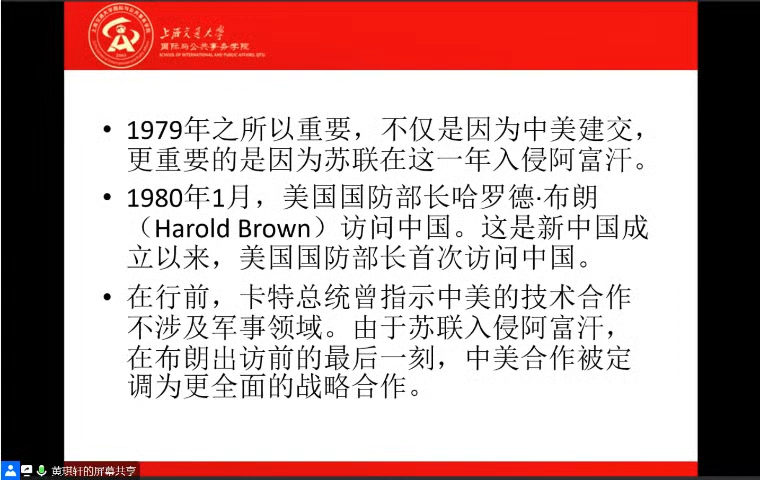 上海交通大学
国际与公共事务学院
SCHOOL OF INTERNATIONAL AND PUBLIC AFFAIRS, SJTU
• 1979年之所以重要，不仅是因为中美建交，
更重要的是因为苏联在这一年入侵阿富汗。
• 1980年1月，美国国防部长哈罗德·布朗
（Harold Brown）访问中国。这是新中国成
立以来，美国国防部长首次访问中国。
• 在行前，卡特总统曾指示中美的技术合作
不涉及军事领域。由于苏联入侵阿富汗，
在布朗出访前的最后一刻，中美合作被定
调为更全面的战略合作。
黄琪轩的屏幕共享